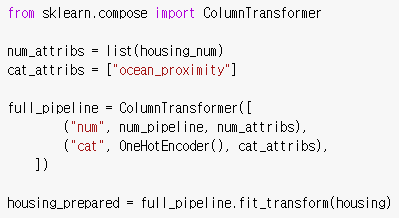 from sklearn.compose import ColumnTransformer

num_attribs = list(housing_num)
cat_attribs = ["ocean_proximity"]

full_pipeline = ColumnTransformer([
        ("num", num_pipeline, num_attribs),
        ("cat", OneHotEncoder(), cat_attribs),
    ])

housing_prepared = full_pipeline.fit_transform(housing)